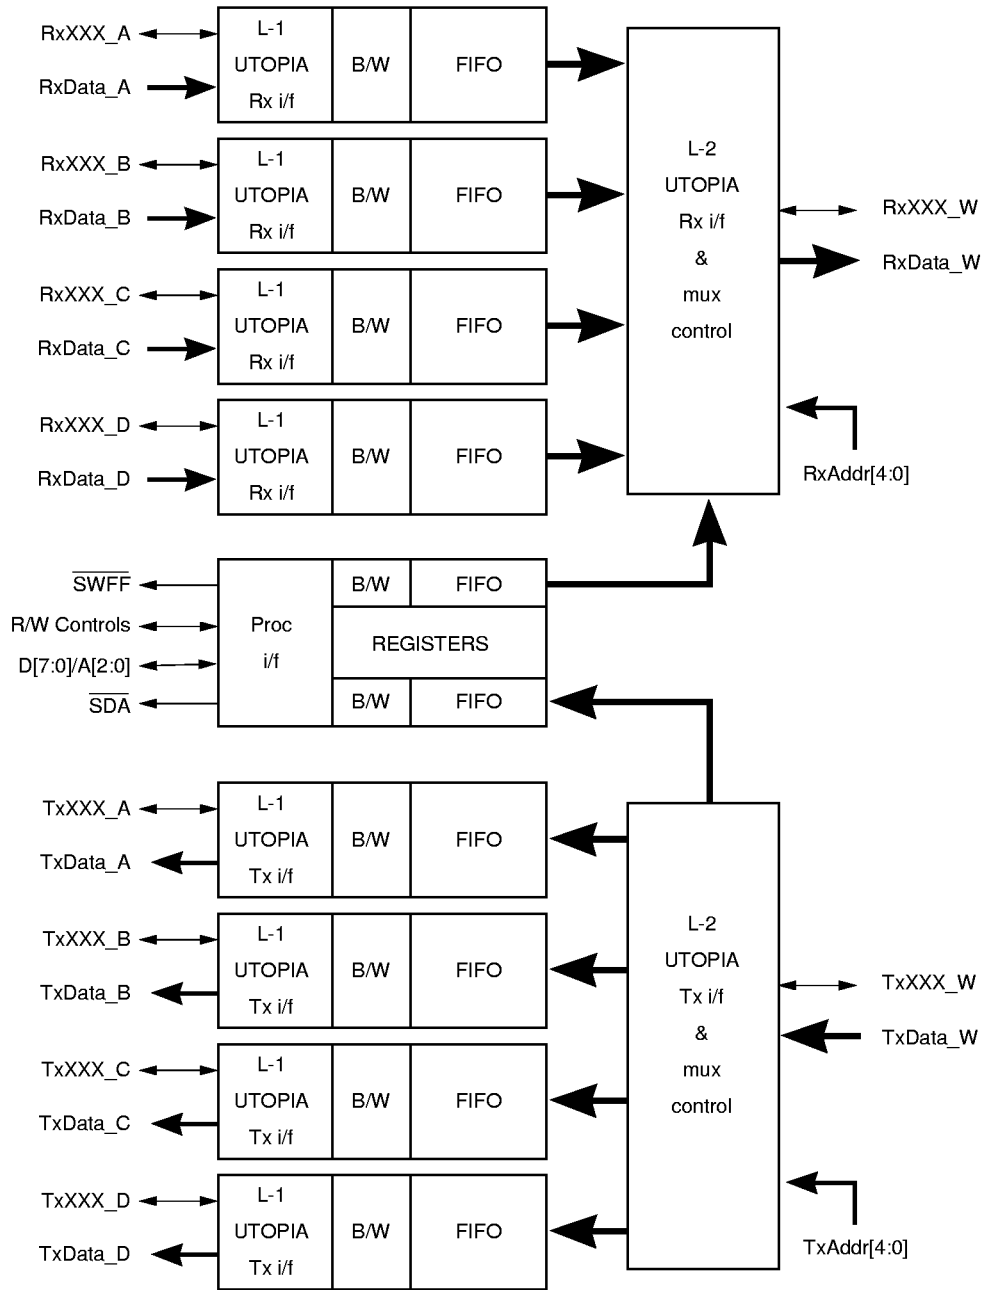 RxXXX_A
RxData_A
L-1
UTOPIA
Rx i/f
B/W
FIFO
RxXXX_B
RxData_B
L-1
UTOPIA
Rx i/f
B/W
FIFO
RxXXX_C
RxData_C
L-1
UTOPIA
Rx i/f
B/W
FIFO
RxXXX_D
RxData_D
L-1
UTOPIA
Rx i/f
B/W
FIFO
L-2
UTOPIA
Rx i/f
&
mux
control
RxXXX_W
RxData_W
RxAddr[4:0]
SWFF
R/W Controls
D[7:0]/A[2:0]
SDA
Proc
i/f
B/W
FIFO
REGISTERS
B/W
FIFO
TxXXX_A
TxData_A
L-1
UTOPIA
Tx i/f
B/W
FIFO
TxXXX_B
TxData_B
L-1
UTOPIA
Tx i/f
B/W
FIFO
TxXXX_C
TxData_C
L-1
UTOPIA
Tx i/f
B/W
FIFO
TxXXX_D
TxData_D
L-1
UTOPIA
Tx i/f
B/W
FIFO
L-2
UTOPIA
Tx i/f
&
mux
control
TxXXX_W
TxData_W
TxAddr[4:0]